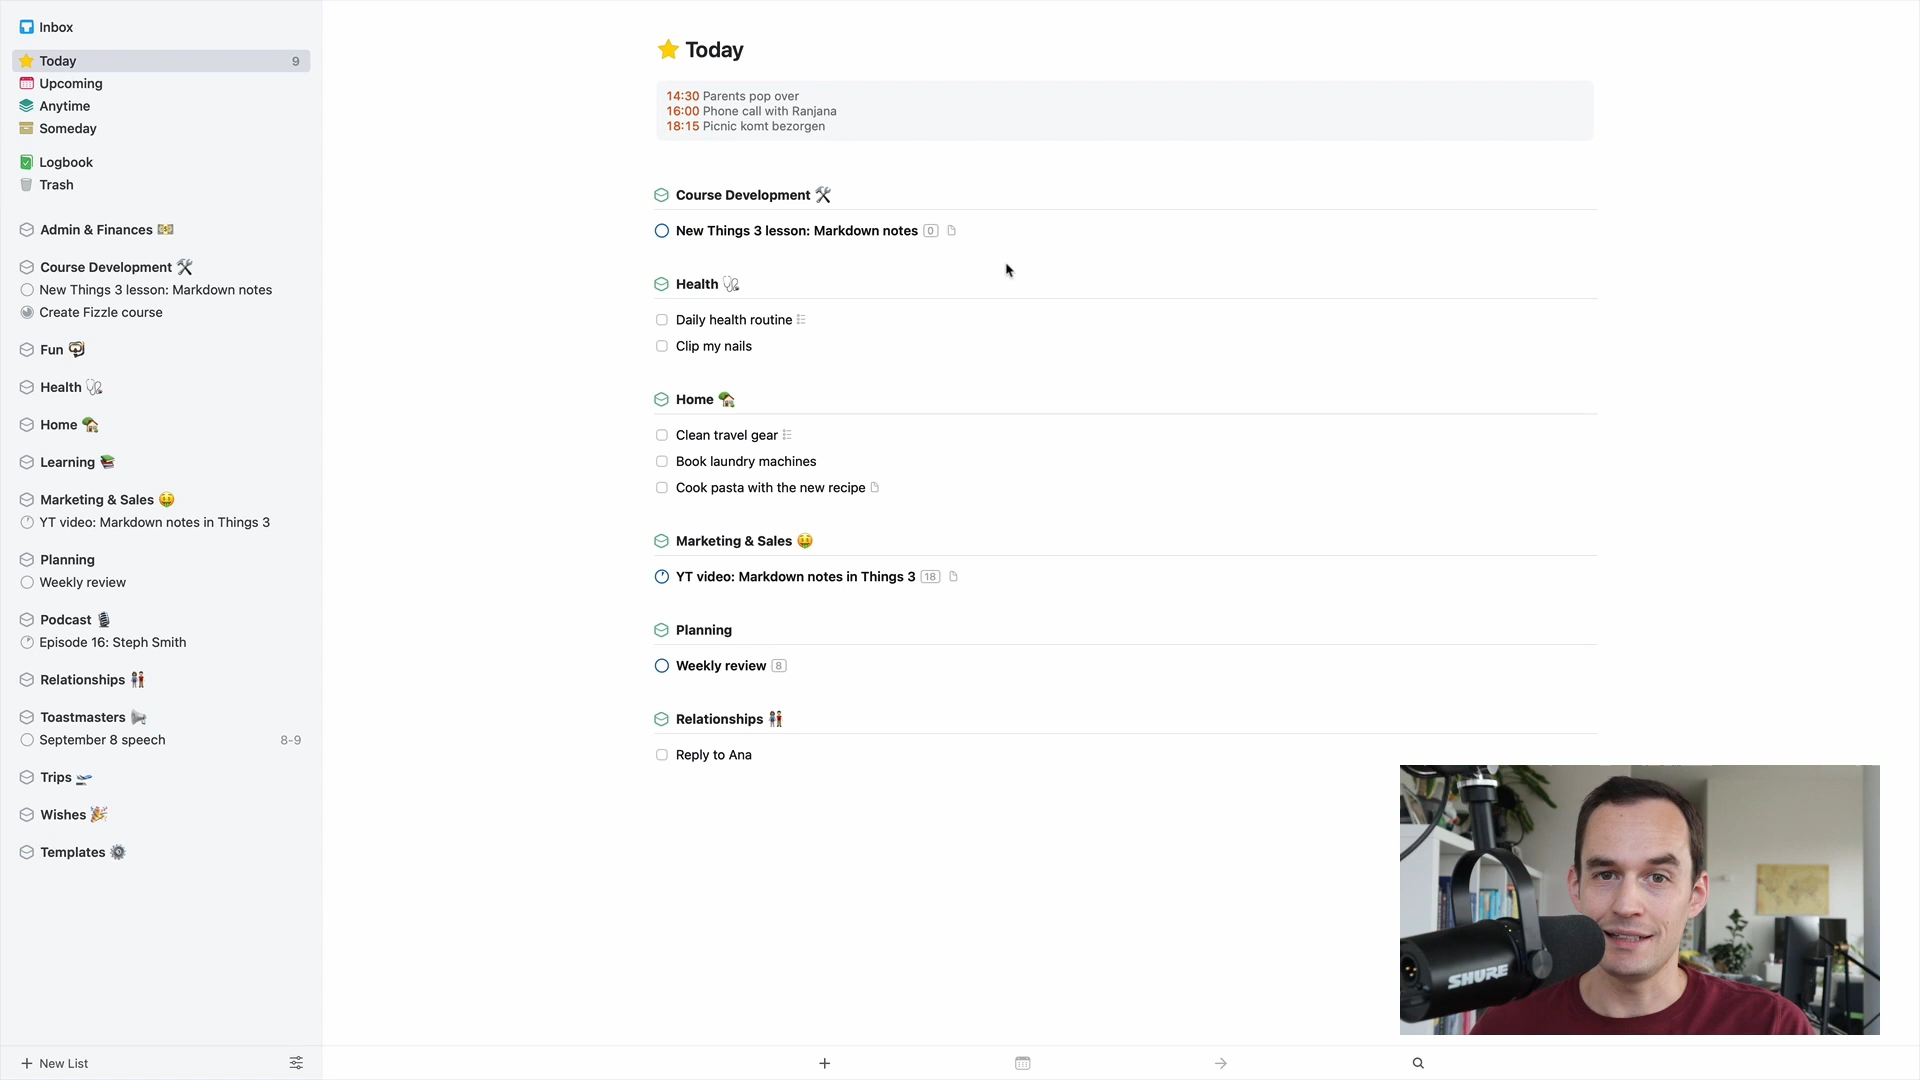 Inbox
Today 9
Upcoming
Anytime
Someday
Logbook
Trash
Admin & Finances 💵
Course Development 🛠
New Things 3 lesson: Markdown notes
Create Fizzle course
Fun 🤿
Health 🩺
Home 🏡
Learning 📚
Marketing & Sales 🤑
YT video: Markdown notes in Things 3
Planning
Weekly review
Podcast 🎙
Episode 16: Steph Smith
Relationships 👫
Toastmasters 📢
September 8 speech 8-9
Trips 🛫
Wishes 🎉
Templates ⚙️
New List
Today
14:30 Parents pop over
16:00 Phone call with Ranjana
18:15 Picnic komt bezorgen
Course Development 🛠
New Things 3 lesson: Markdown notes 0
Health 🩺
Daily health routine
Clip my nails
Home 🏡
Clean travel gear
Book laundry machines
Cook pasta with the new recipe
Marketing & Sales 🤑
YT video: Markdown notes in Things 3 18
Planning
Weekly review 8
Relationships 👫
Reply to Ana
SHURE